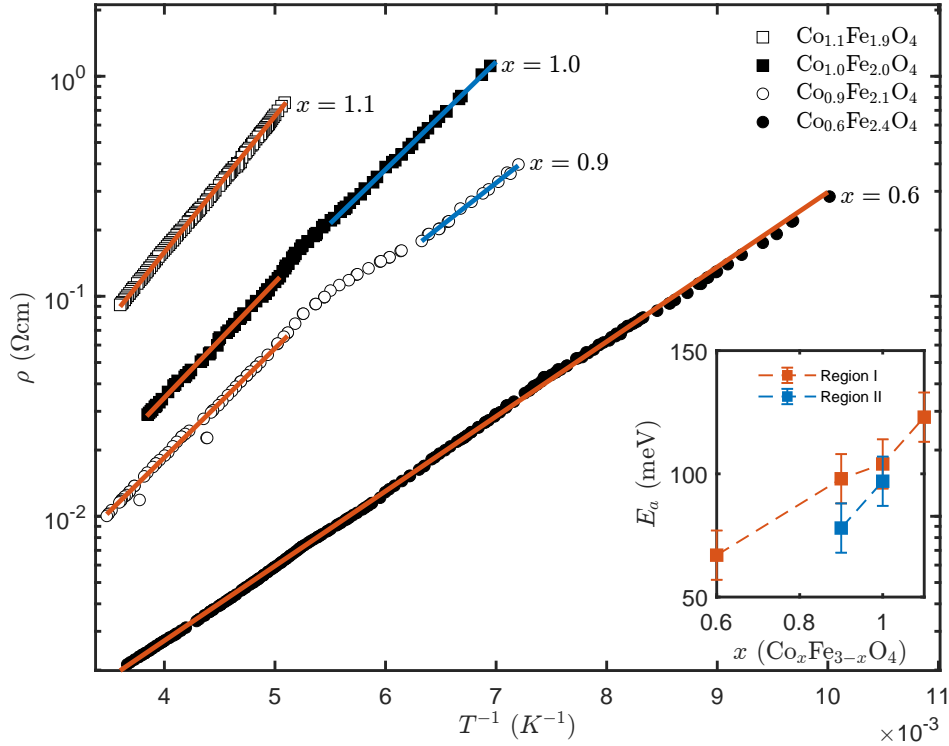 Co₁.₁Fe₁.₉O₄
Co₁.₀Fe₂.₀O₄
Co₀.₉Fe₂.₁O₄
Co₀.₆Fe₂.₄O₄
x = 1.1
x = 1.0
x = 0.9
x = 0.6
10⁰
10⁻¹
10⁻²
ρ (Ωcm)
4 5 6 7 8 9 10 11
×10⁻³
T⁻¹ (K⁻¹)
Region I
Region II
150
100
50
Eₐ (meV)
0.6 0.8 1
x (CoₓFe₃₋ₓO₄)